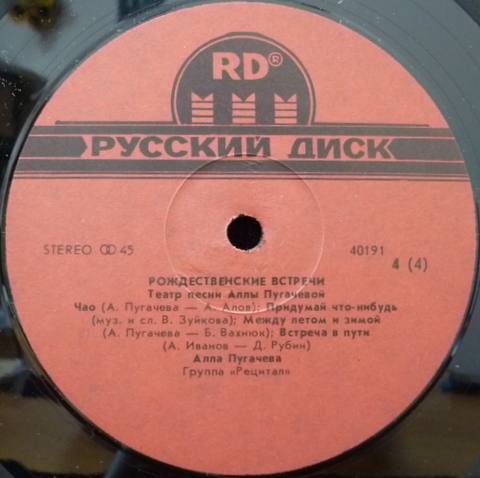 RD®
РУССКИЙ ДИСК
STEREO ꝎꝎ 45
40191
4 (4)
РОЖДЕСТВЕНСКИЕ ВСТРЕЧИ
Театр песни Аллы Пугачевой
Чао (А. Пугачева — А. Алов); Придумай что-нибудь
(муз. и сл. В. Зуйкова); Между летом и зимой
(А. Пугачева — Б. Вахнюк); Встреча в пути
(А. Иванов — Д. Рубин)
Алла Пугачева
Группа «Рецитал»